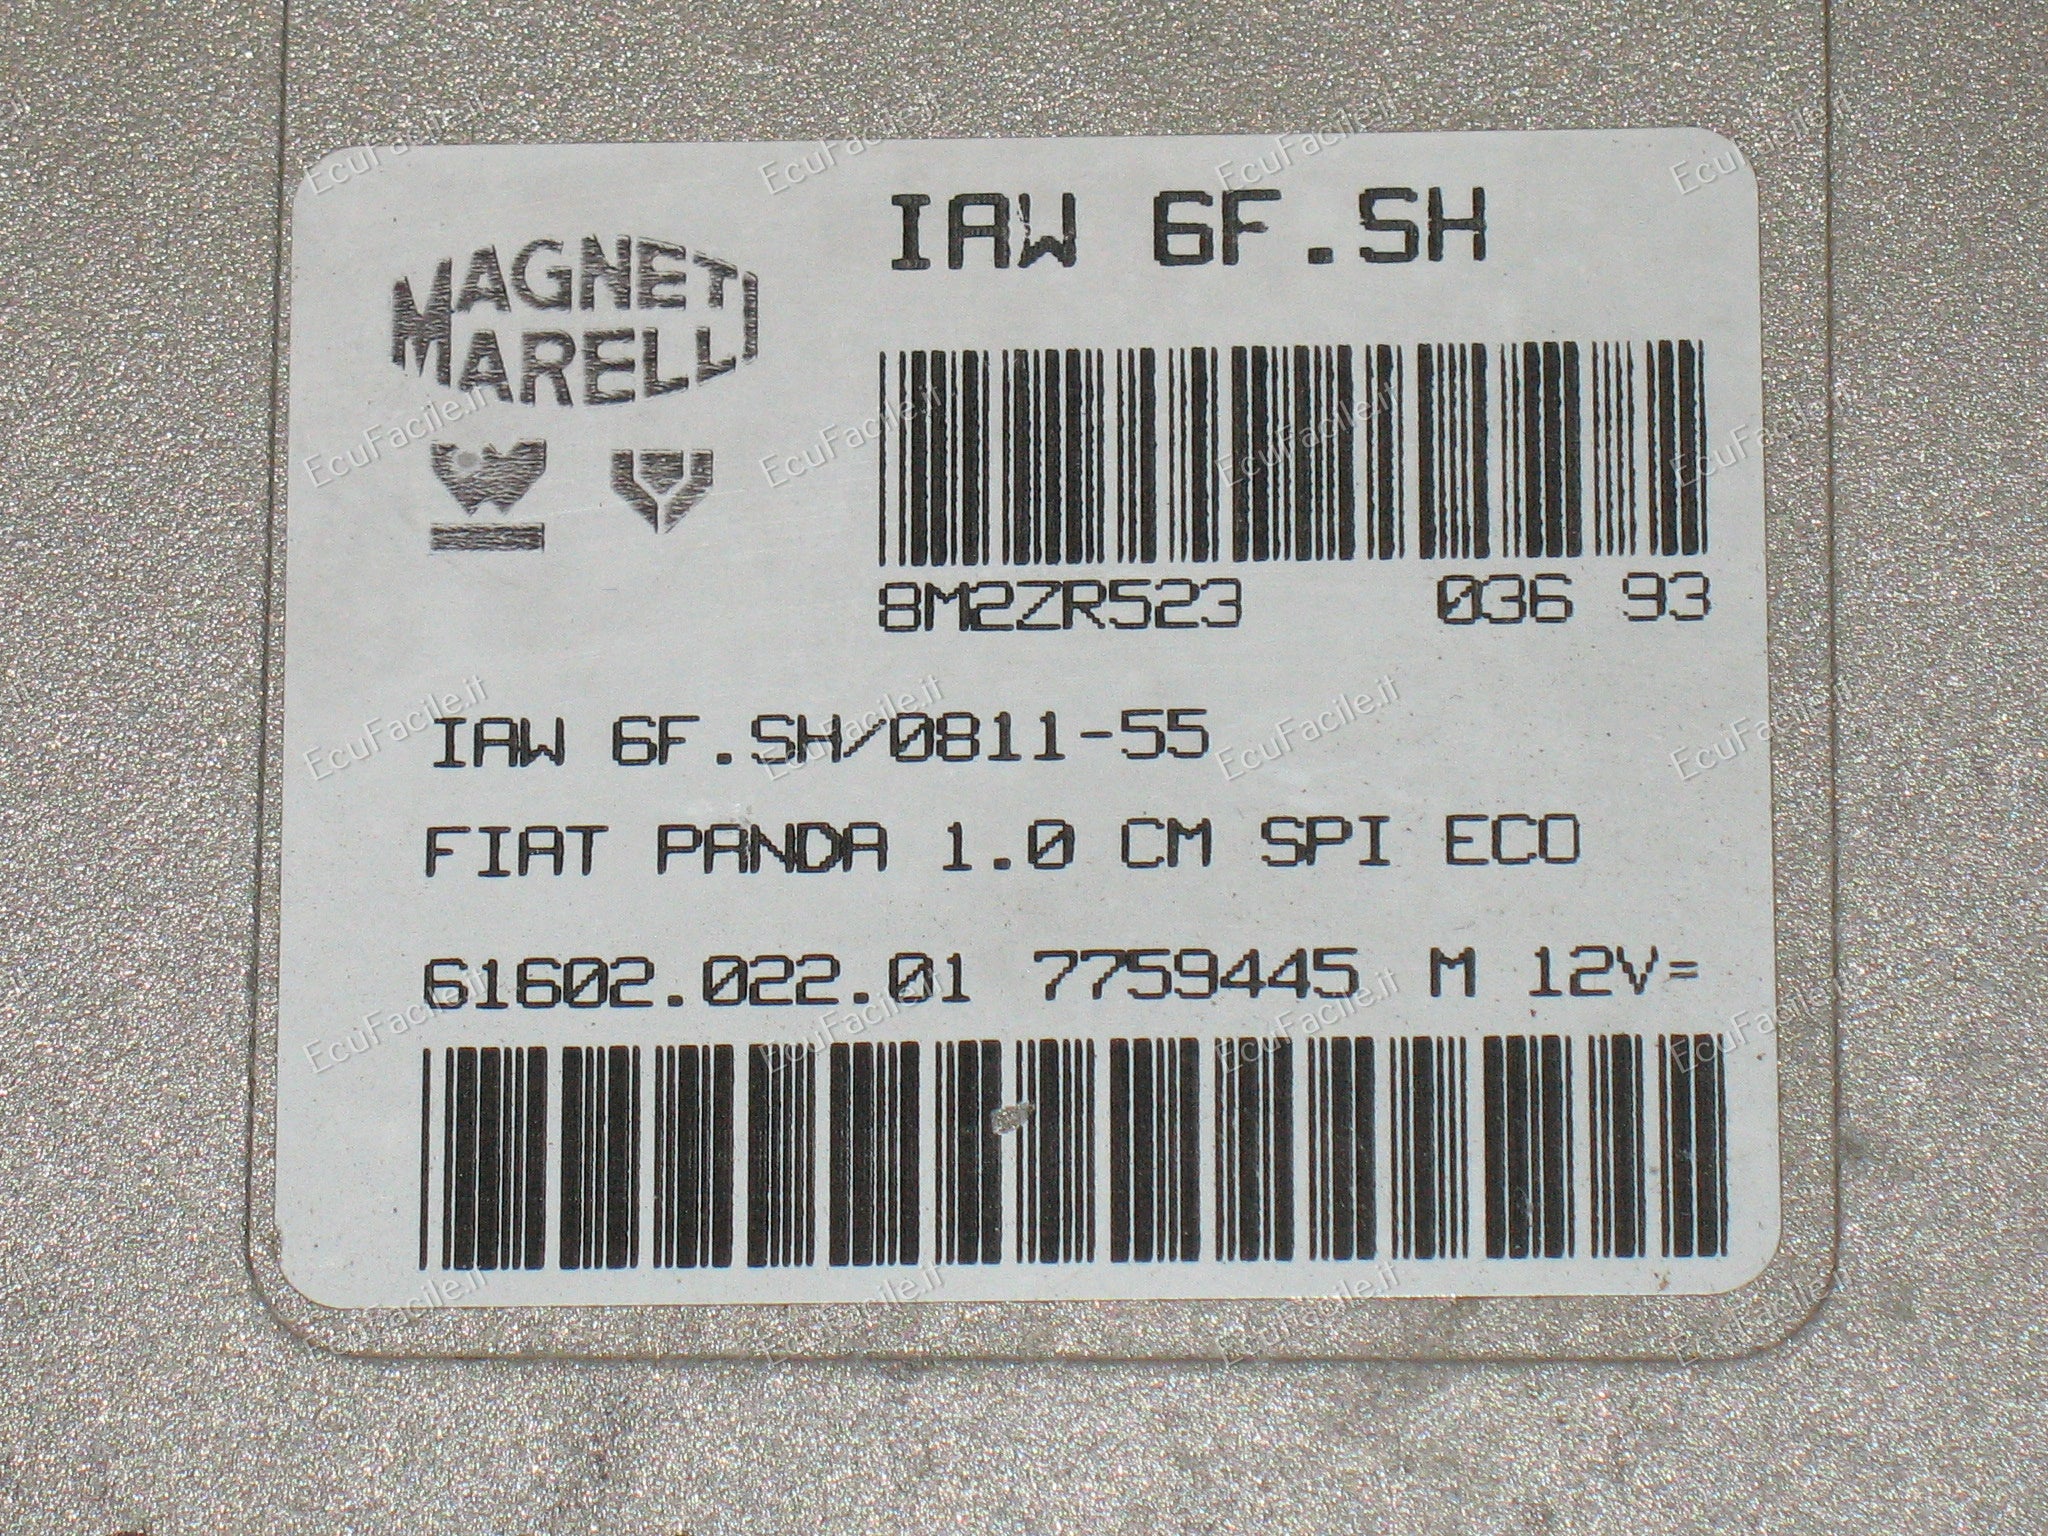 IAW 6F.SH
MAGNETI
MARELLI
8M2ZR523 036 93
IAW 6F.SH/0811-55
FIAT PANDA 1.0 CM SPI ECO
61602.022.01 7759445 M 12V=
EcuFacile.it